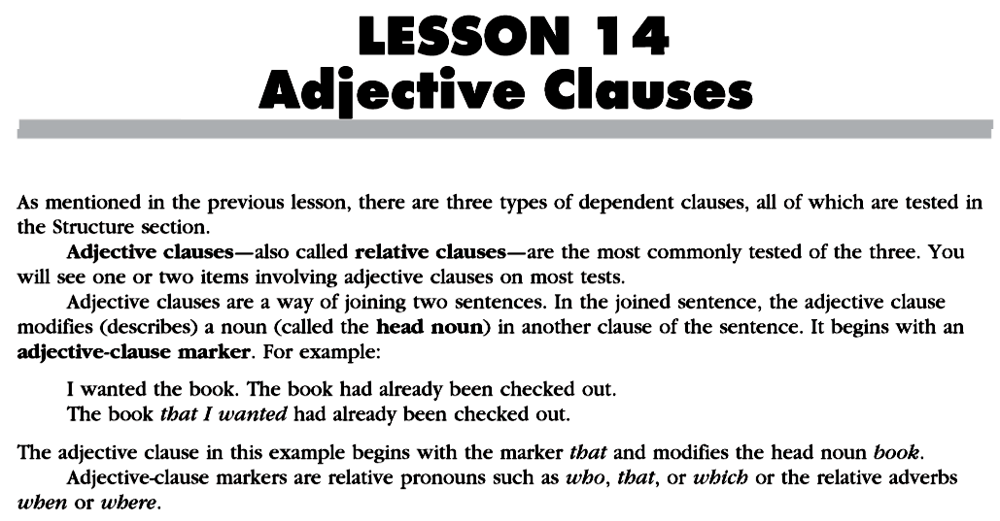 LESSON 14
Adjective Clauses
As mentioned in the previous lesson, there are three types of dependent clauses, all of which are tested in
the Structure section.
Adjective clauses—also called relative clauses—are the most commonly tested of the three. You
will see one or two items involving adjective clauses on most tests.
Adjective clauses are a way of joining two sentences. In the joined sentence, the adjective clause
modifies (describes) a noun (called the head noun) in another clause of the sentence. It begins with an
adjective-clause marker. For example:
I wanted the book. The book had already been checked out.
The book that I wanted had already been checked out.
The adjective clause in this example begins with the marker that and modifies the head noun book.
Adjective-clause markers are relative pronouns such as who, that, or which or the relative adverbs
when or where.